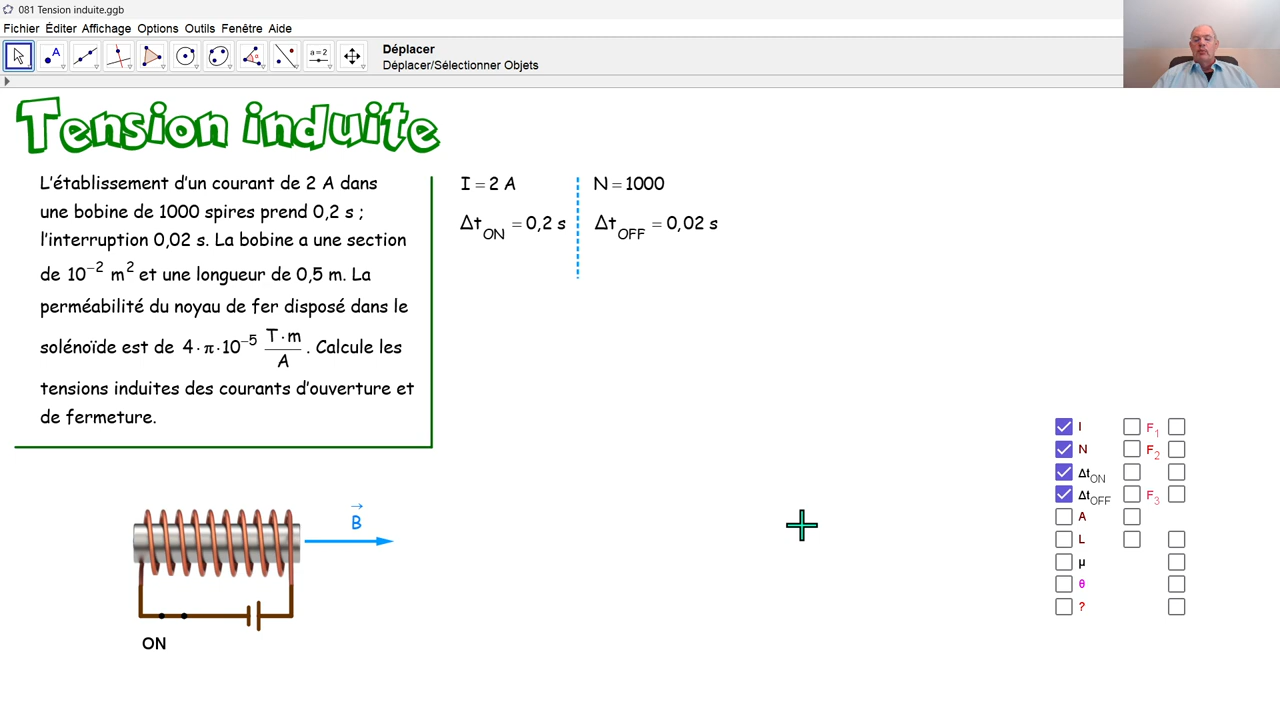 081 Tension induite.ggb
Fichier Éditer Affichage Options Outils Fenêtre Aide
A
a=2
Déplacer
Déplacer/Sélectionner Objets
Tension induite
L'établissement d'un courant de 2 A dans
une bobine de 1000 spires prend 0,2 s ;
l'interruption 0,02 s. La bobine a une section
de 10⁻² m² et une longueur de 0,5 m. La
perméabilité du noyau de fer disposé dans le
solénoïde est de 4·π·10⁻⁵ T·m/A. Calcule les
tensions induites des courants d'ouverture et
de fermeture.
I = 2 A
N = 1000
Δt_ON = 0,2 s
Δt_OFF = 0,02 s
B⃗
ON
I F₁
N F₂
Δt_ON
Δt_OFF F₃
A
L
μ
θ
?